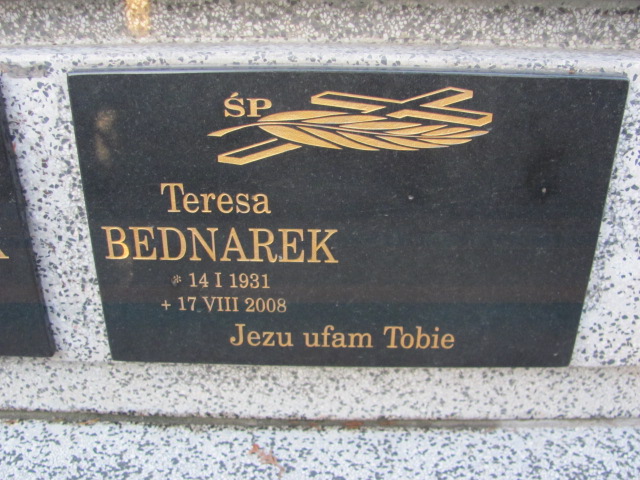 ŚP
Teresa
BEDNAREK
* 14 I 1931
+ 17 VIII 2008
Jezu ufam Tobie
K